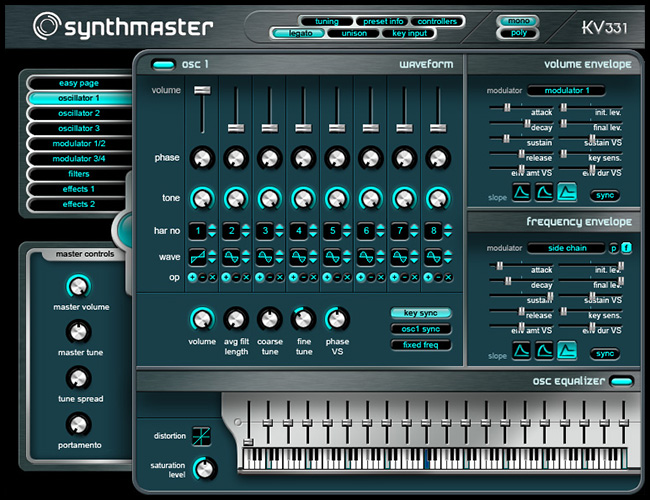 synthmaster
tuning preset info controllers
legato unison key input
mono
poly
KV331
easy page
oscillator 1
oscillator 2
oscillator 3
modulator 1/2
modulator 3/4
filters
effects 1
effects 2
master controls
master volume
master tune
tune spread
portamento
osc 1 waveform
volume
phase
tone
har no 1 2 3 4 5 6 7 8
wave
op
volume
avg filt
length
coarse
tune
fine
tune
phase
VS
key sync
osc1 sync
fixed freq
volume envelope
modulator modulator 1
attack init. lev.
decay final lev.
sustain sustain VS
release key sens.
env amt VS env dur VS
slope sync
frequency envelope
modulator side chain p f
attack init. lev.
decay final lev.
sustain sustain VS
release key sens.
env amt VS env dur VS
slope sync
osc equalizer
distortion
saturation
level